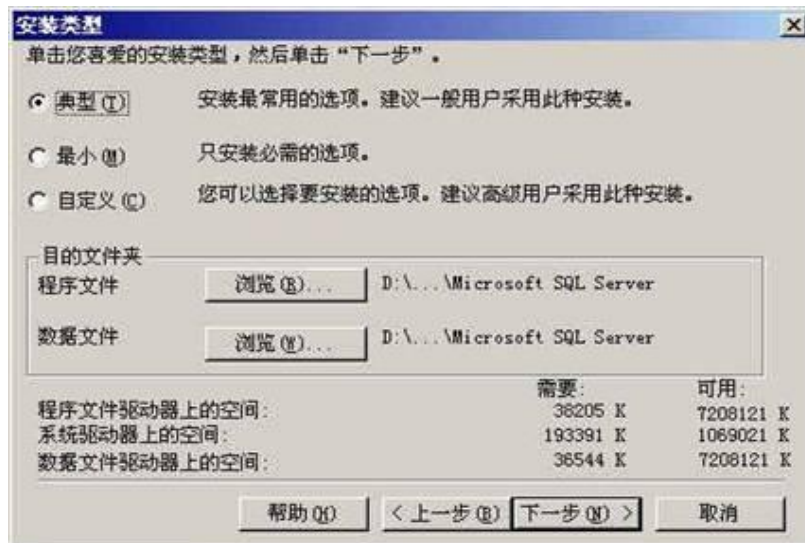 安装类型
单击您喜爱的安装类型，然后单击“下一步”。
典型(T) 安装最常用的选项。建议一般用户采用此种安装。
最小(M) 只安装必需的选项。
自定义(C) 您可以选择要安装的选项。建议高级用户采用此种安装。
目的文件夹
程序文件 浏览(R)... D:\...\Microsoft SQL Server
数据文件 浏览(W)... D:\...\Microsoft SQL Server
需要: 可用:
程序文件驱动器上的空间: 38205 K 7208121 K
系统驱动器上的空间: 193391 K 1069021 K
数据文件驱动器上的空间: 36544 K 7208121 K
帮助(H) < 上一步(B) 下一步(N) > 取消